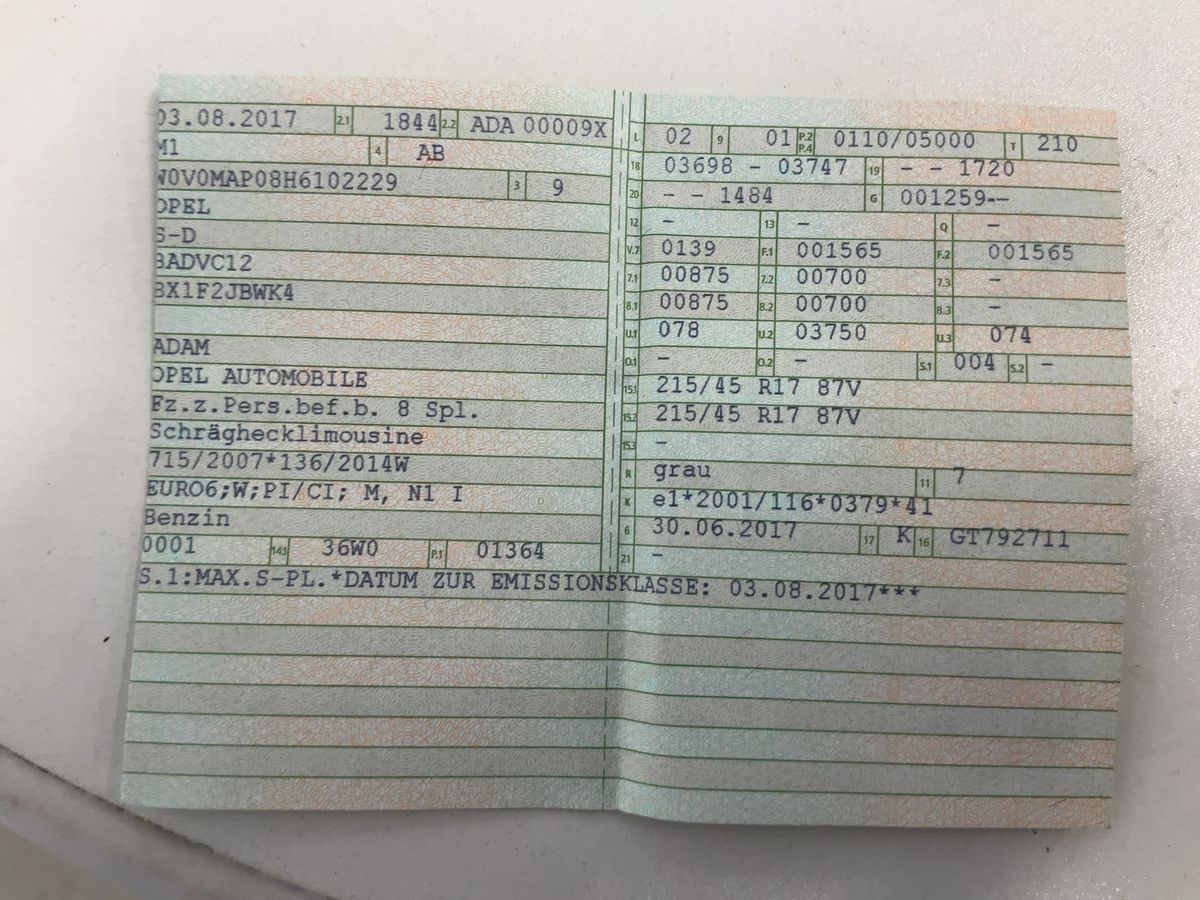 03.08.2017 2.1 1844 2.2 ADA 00009X
M1 4 AB
W0V0MAP08H6102229 3 9
OPEL
S-D
BADVC12
BX1F2JBWK4
ADAM
OPEL AUTOMOBILE
Fz.z.Pers.bef.b. 8 Spl.
Schräghecklimousine
715/2007*136/2014W
EURO6;W;PI/CI; M, N1 I
Benzin
0001 14.1 36W0 P.1 01364
L 02 9 01 P.2 P.4 0110/05000 T 210
18 03698 - 03747 19 - - 1720
20 - - 1484 G 001259--
12 - 13 - Q -
V.7 0139 F.1 001565 F.2 001565
7.1 00875 7.2 00700 7.3 -
8.1 00875 8.2 00700 8.3 -
U.1 078 U.2 03750 U.3 074
O.1 - O.2 - S.1 004 S.2 -
15.1 215/45 R17 87V
15.2 215/45 R17 87V
15.3 -
R grau 11 7
K e1*2001/116*0379*41
6 30.06.2017 17 K 16 GT792711
21 -
S.1:MAX.S-PL.*DATUM ZUR EMISSIONSKLASSE: 03.08.2017***